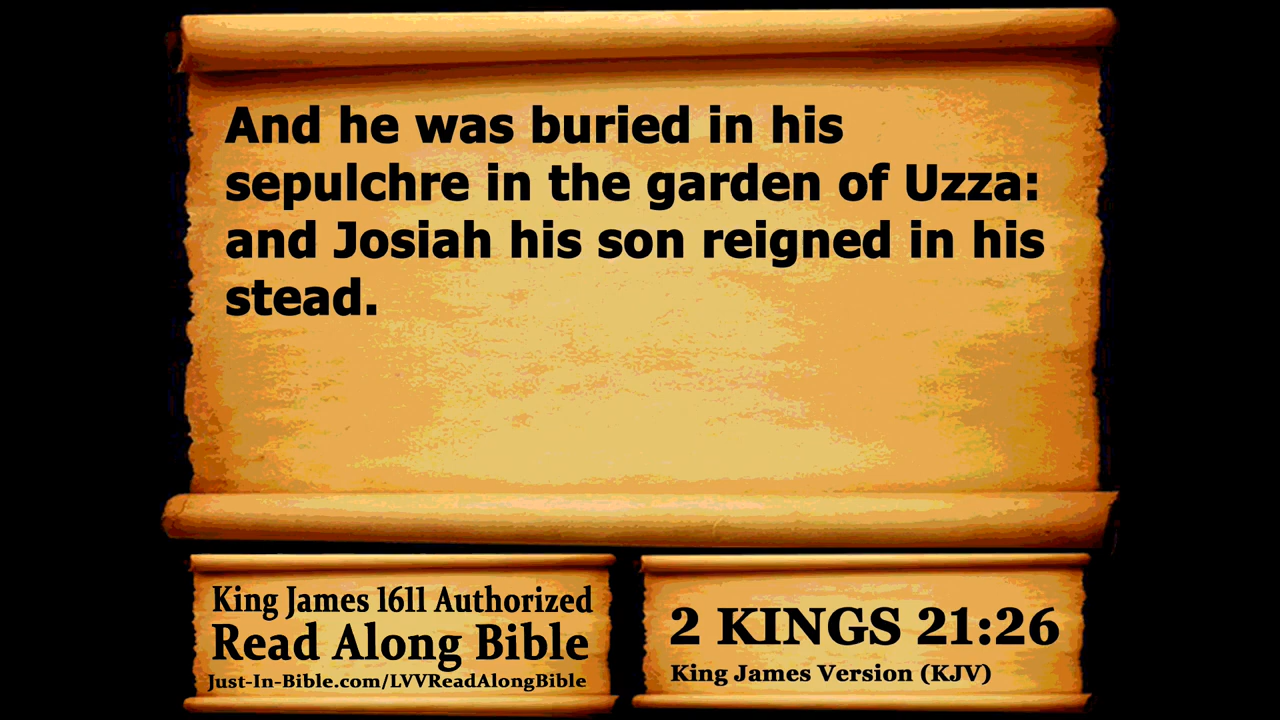 And he was buried in his
sepulchre in the garden of Uzza:
and Josiah his son reigned in his
stead.
King James 1611 Authorized
Read Along Bible
Just-In-Bible.com/LVVReadAlongBible
2 KINGS 21:26
King James Version (KJV)